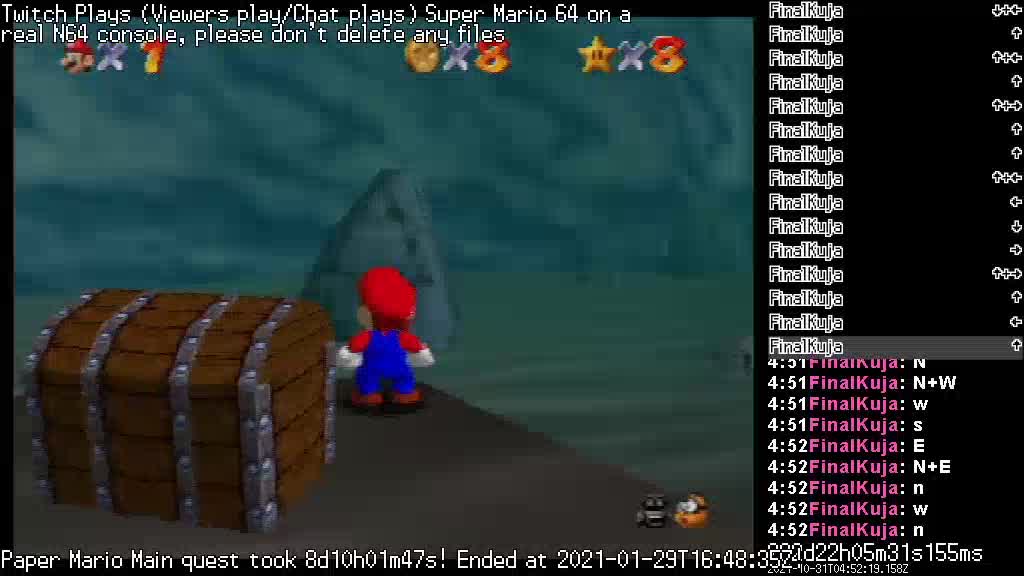 Twitch Plays (Viewers play/Chat plays) Super Mario 64 on a
real N64 console, please don't delete any files
x 1
x 8
x 8
FinalKuja ↓↓←
FinalKuja ↑
FinalKuja ↑↑←
FinalKuja ↑
FinalKuja ↑↑→
FinalKuja ↑
FinalKuja ↑
FinalKuja ↑↑←
FinalKuja ←
FinalKuja ↓
FinalKuja →
FinalKuja ↑↑→
FinalKuja ↑
FinalKuja ←
FinalKuja ↑
4:51FinalKuja: N
4:51FinalKuja: N+W
4:51FinalKuja: w
4:51FinalKuja: s
4:52FinalKuja: E
4:52FinalKuja: N+E
4:52FinalKuja: n
4:52FinalKuja: w
4:52FinalKuja: n
Paper Mario Main quest took 8d10h01m47s! Ended at 2021-01-29T16:48:35
d22h05m31s155ms
2021-10-31T04:52:19.158Z